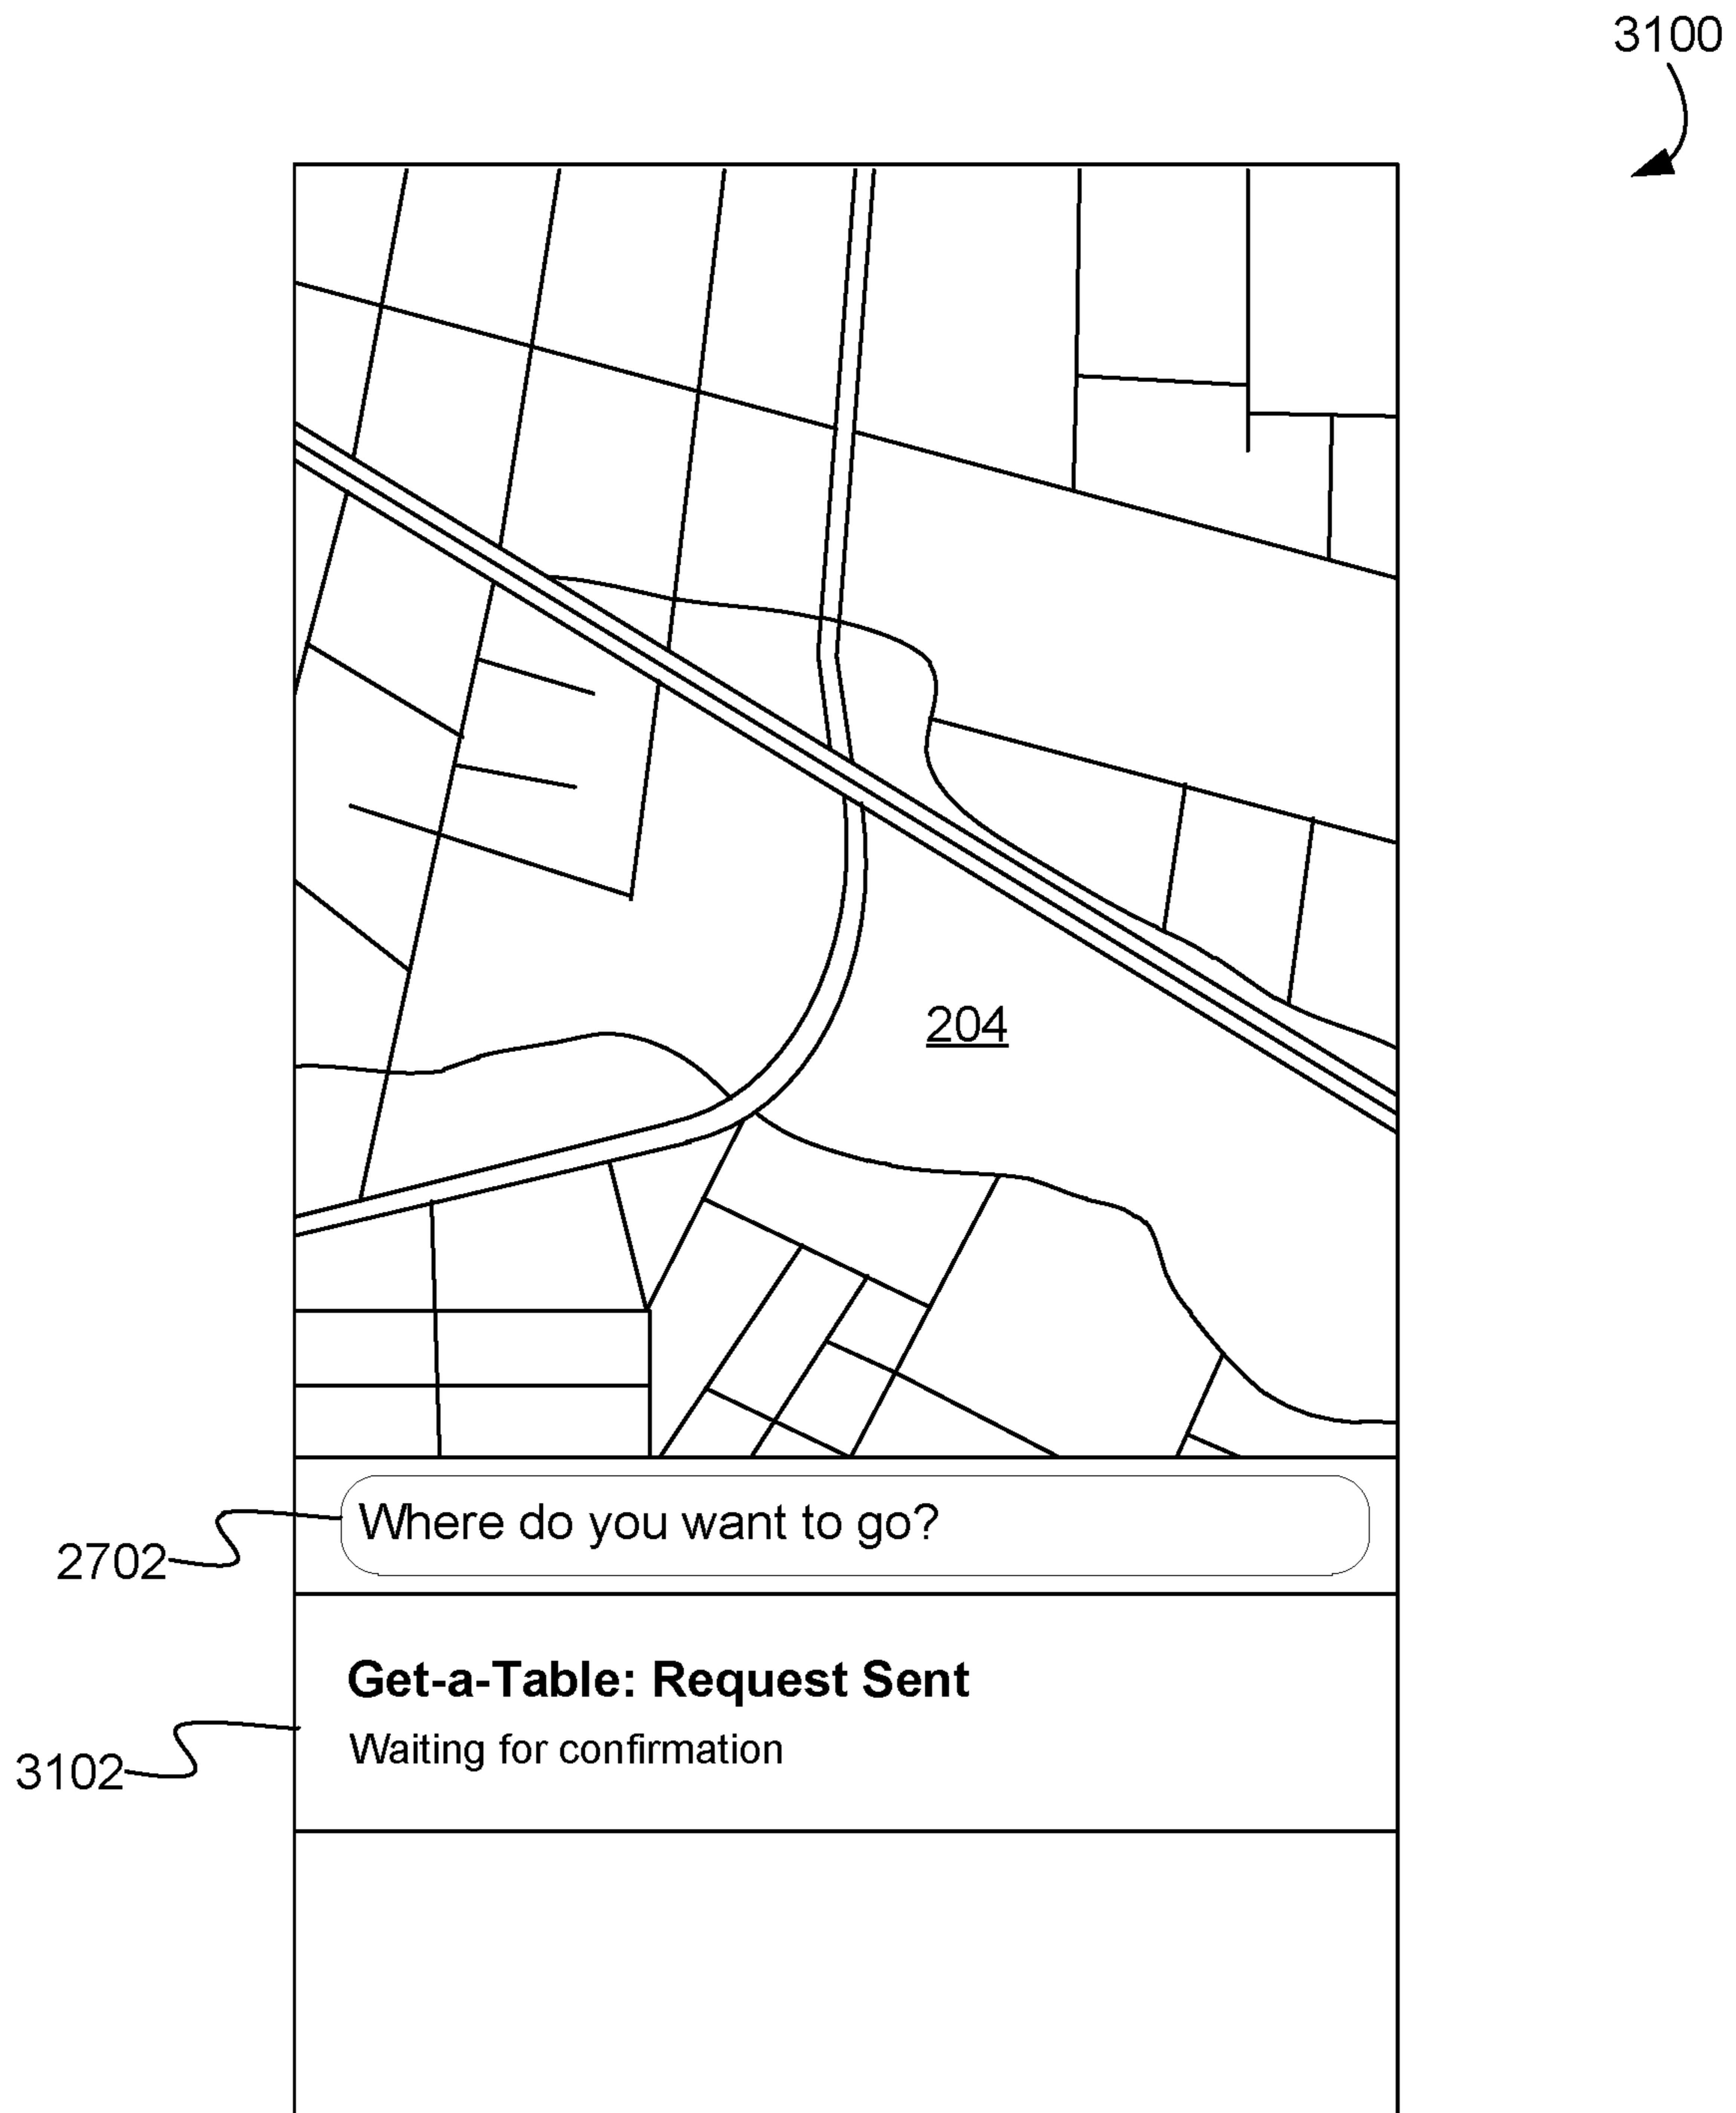 3100
204
Where do you want to go?
2702
Get-a-Table: Request Sent
Waiting for confirmation
3102